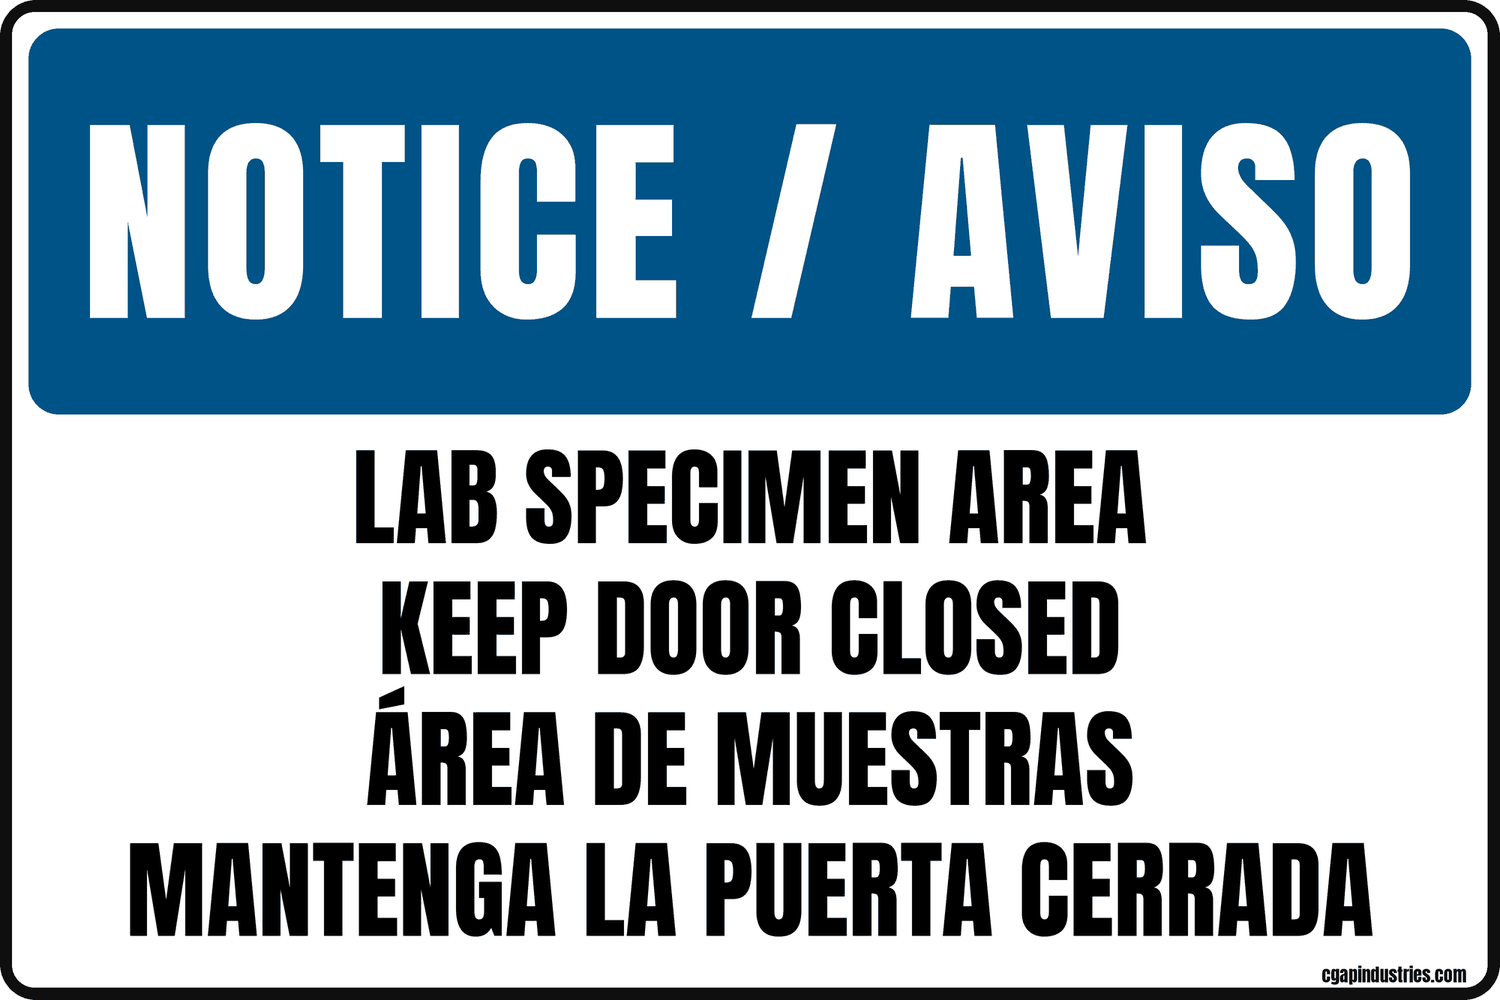 NOTICE / AVISO
LAB SPECIMEN AREA
KEEP DOOR CLOSED
ÁREA DE MUESTRAS
MANTENGA LA PUERTA CERRADA
cgapindustries.com